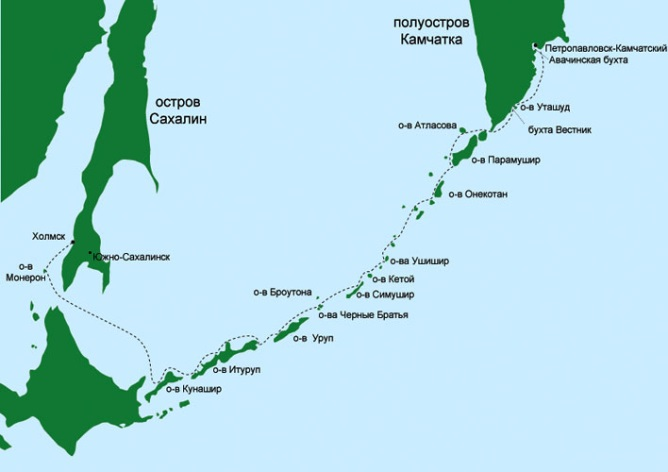 полуостров
Камчатка
Петропавловск-Камчатский
Авачинская бухта
остров
Сахалин
о-в Уташуд
о-в Атласова
бухта Вестник
о-в Парамушир
о-в Онекотан
Холмск
Южно-Сахалинск
о-ва Ушишир
о-в
Монерон
о-в Кетой
о-в Броутона
о-в Симушир
о-ва Черные Братья
о-в Уруп
о-в Итуруп
о-в Кунашир